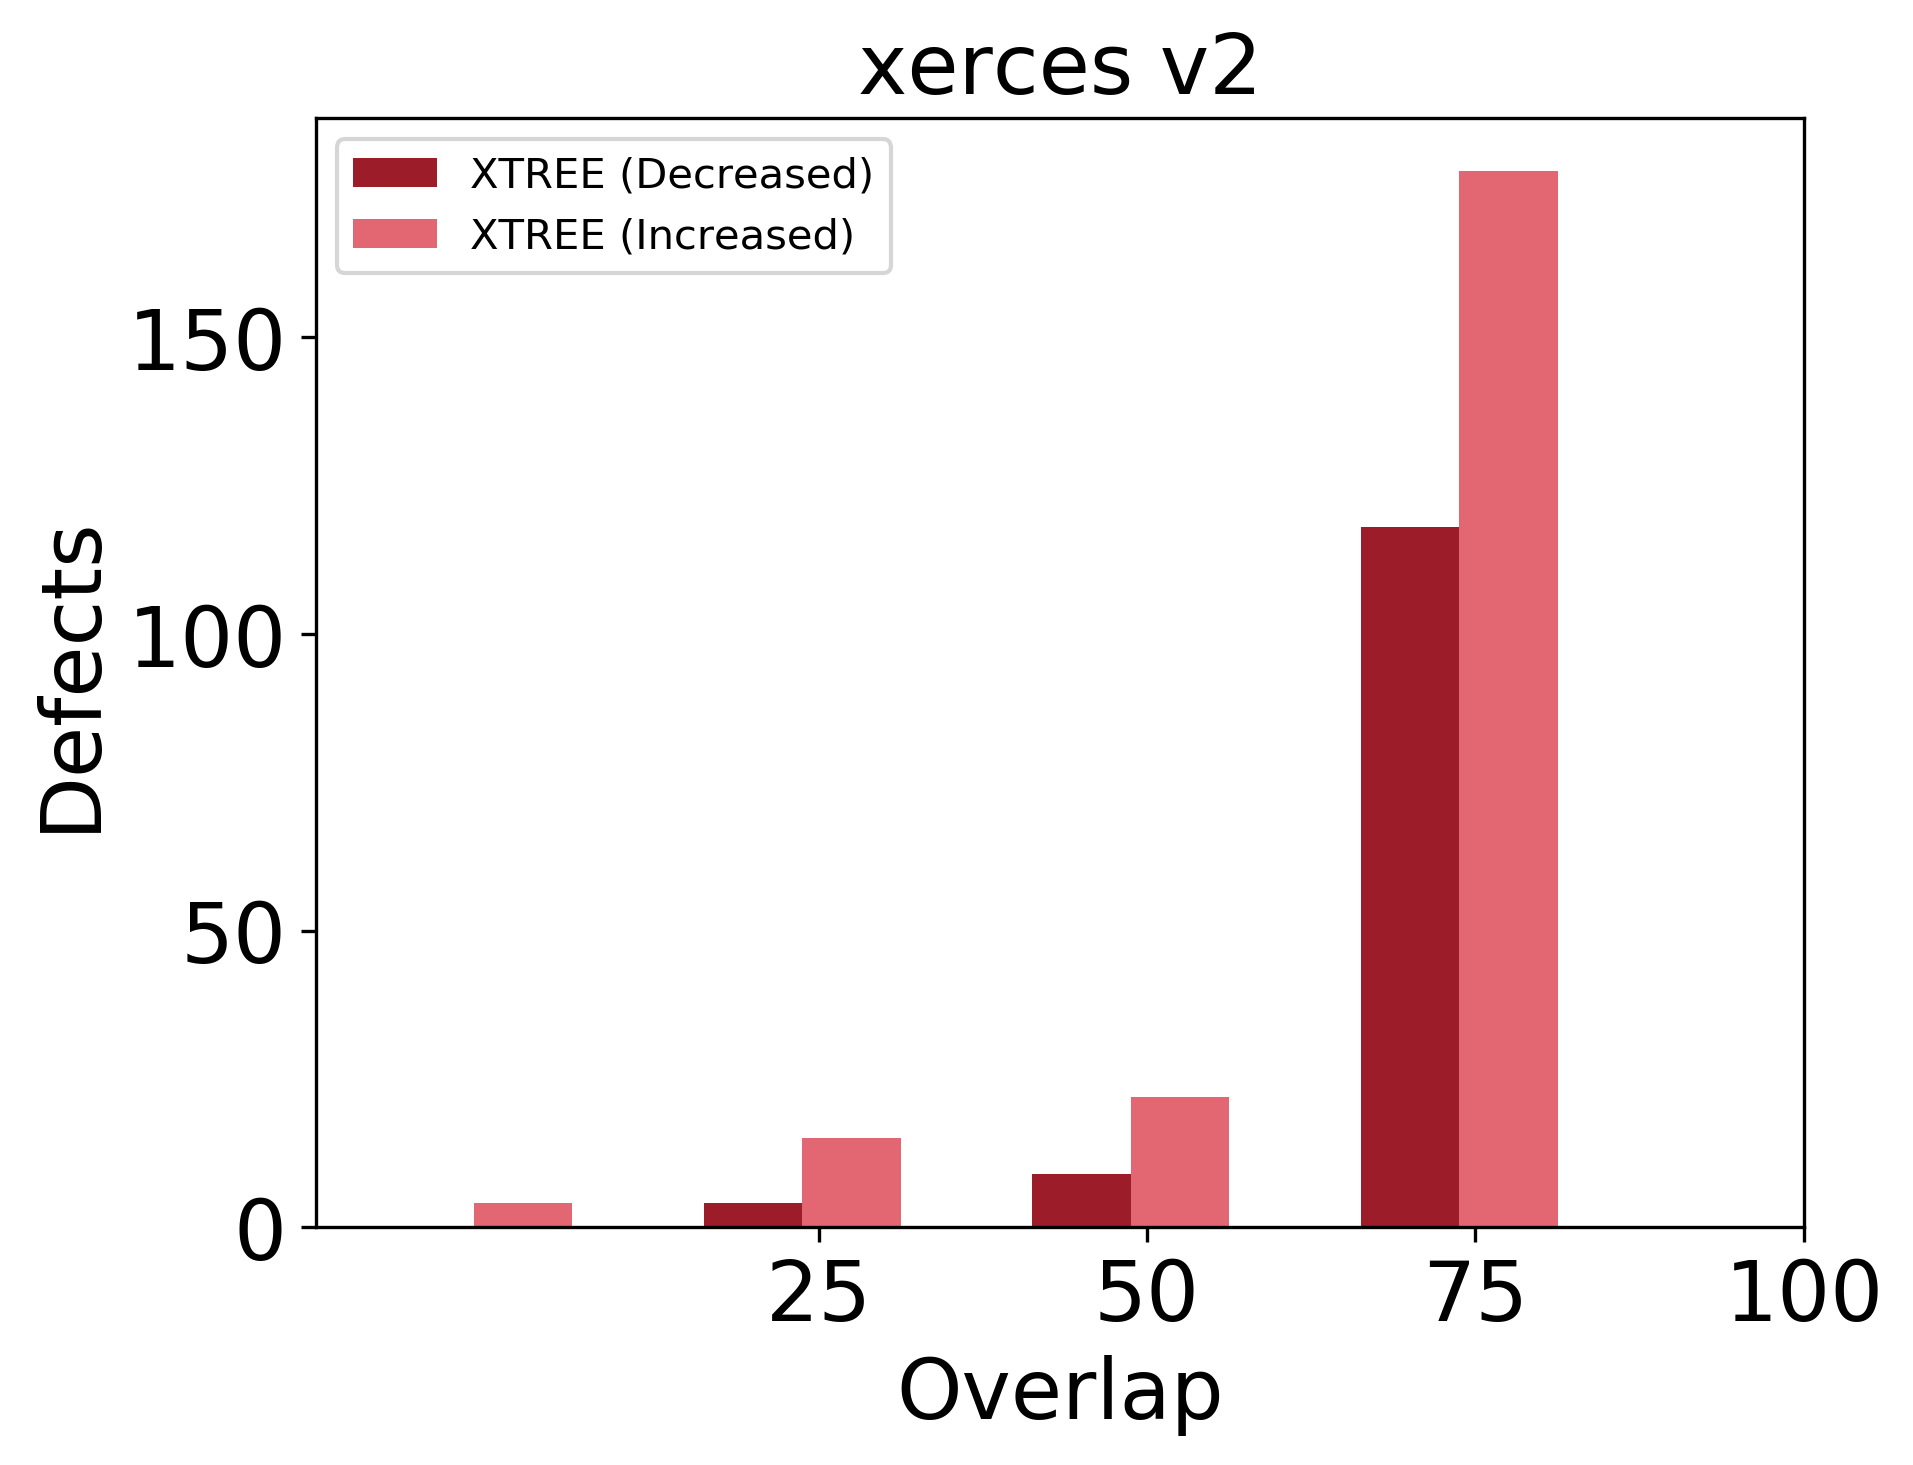 xerces v2
XTREE (Decreased)
XTREE (Increased)
150
100
50
0
Defects
25 50 75 100
Overlap